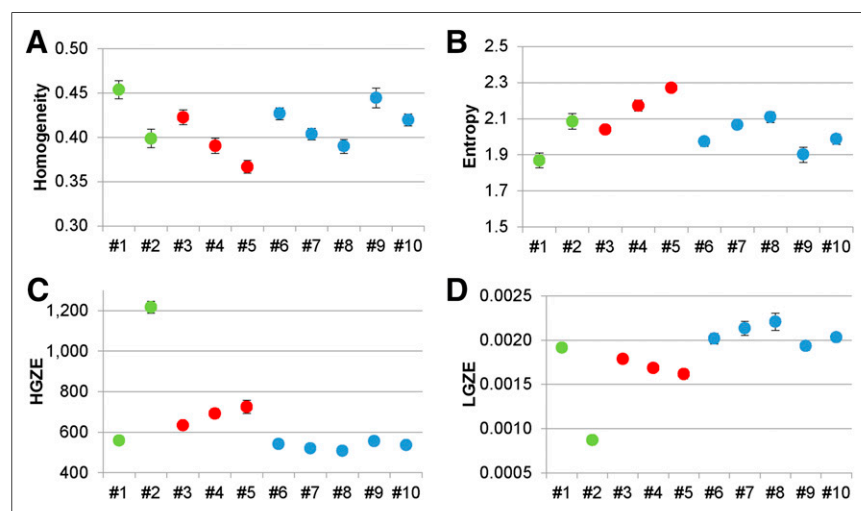 A
Homogeneity
0.50
0.45
0.40
0.35
0.30
#1 #2 #3 #4 #5 #6 #7 #8 #9 #10
B
Entropy
2.5
2.3
2.1
1.9
1.7
1.5
#1 #2 #3 #4 #5 #6 #7 #8 #9 #10
C
HGZE
1,200
1,000
800
600
400
#1 #2 #3 #4 #5 #6 #7 #8 #9 #10
D
LGZE
0.0025
0.0020
0.0015
0.0010
0.0005
#1 #2 #3 #4 #5 #6 #7 #8 #9 #10